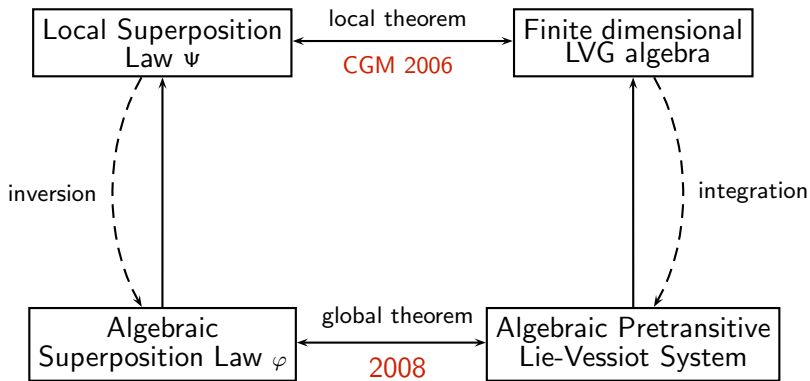 Local Superposition
Law Ψ
local theorem
CGM 2006
Finite dimensional
LVG algebra
inversion
integration
Algebraic
Superposition Law φ
global theorem
2008
Algebraic Pretransitive
Lie-Vessiot System